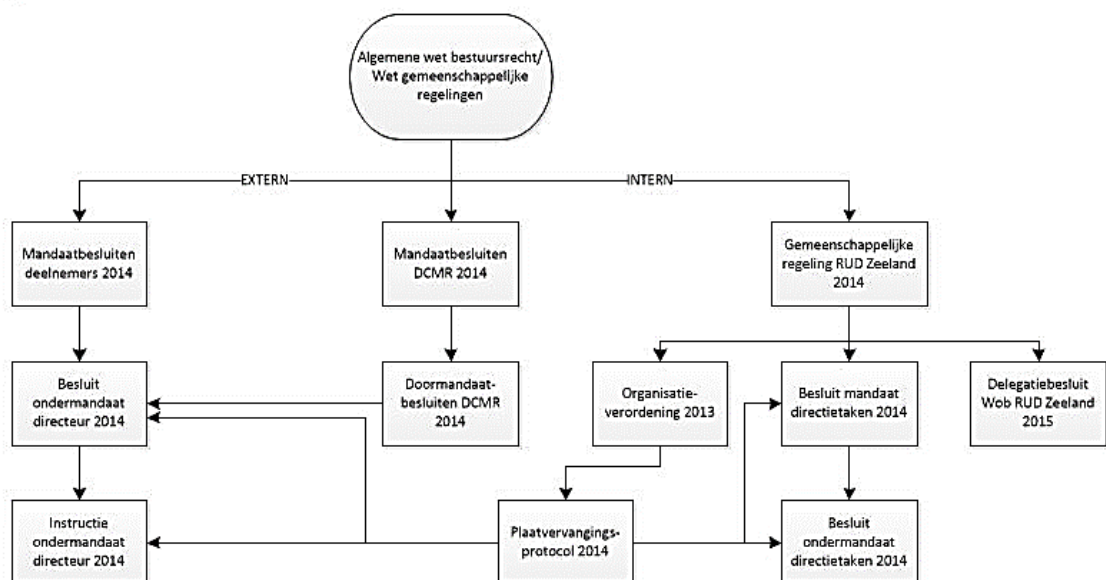 Algemene wet bestuursrecht/
Wet gemeenschappelijke
regelingen
EXTERN
INTERN
Mandaatbesluiten
deelnemers 2014
Mandaatbesluiten
DCMR 2014
Gemeenschappelijke
regeling RUD Zeeland
2014
Besluit
ondermandaat
directeur 2014
Doormandaat-
besluiten DCMR
2014
Organisatie-
verordening 2013
Besluit mandaat
directietaken 2014
Delegatiebesluit
Wob RUD Zeeland
2015
Instructie
ondermandaat
directeur 2014
Plaatvervangings-
protocol 2014
Besluit
ondermandaat
directietaken 2014